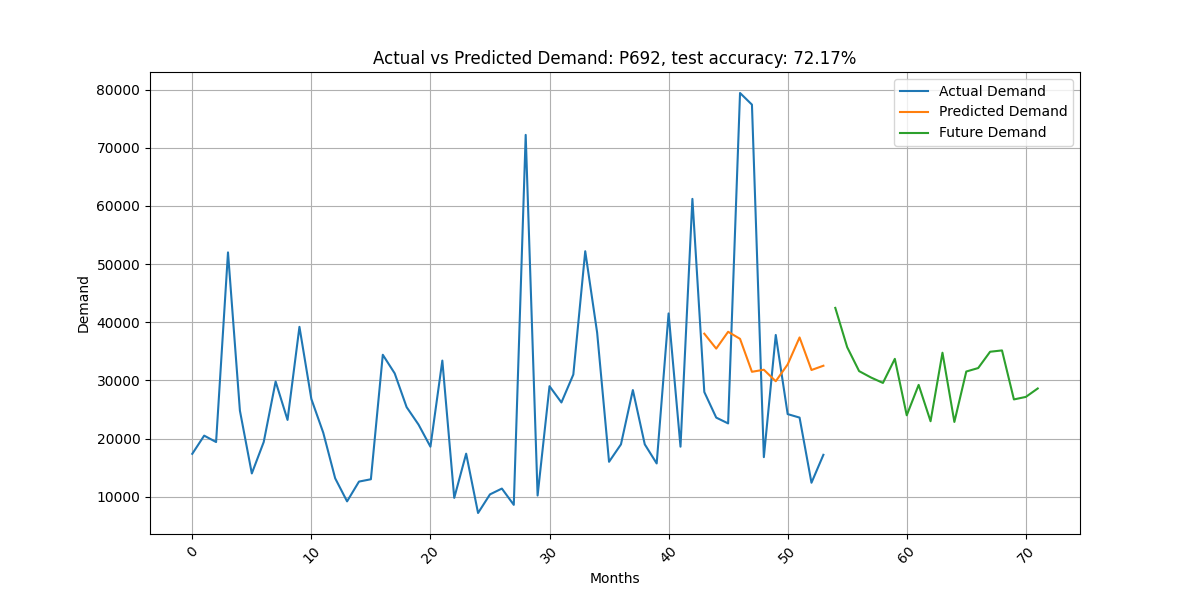 Actual vs Predicted Demand: P692, test accuracy: 72.17%
Actual Demand
Predicted Demand
Future Demand
Demand
80000
70000
60000
50000
40000
30000
20000
10000
0
10
20
30
40
50
60
70
Months